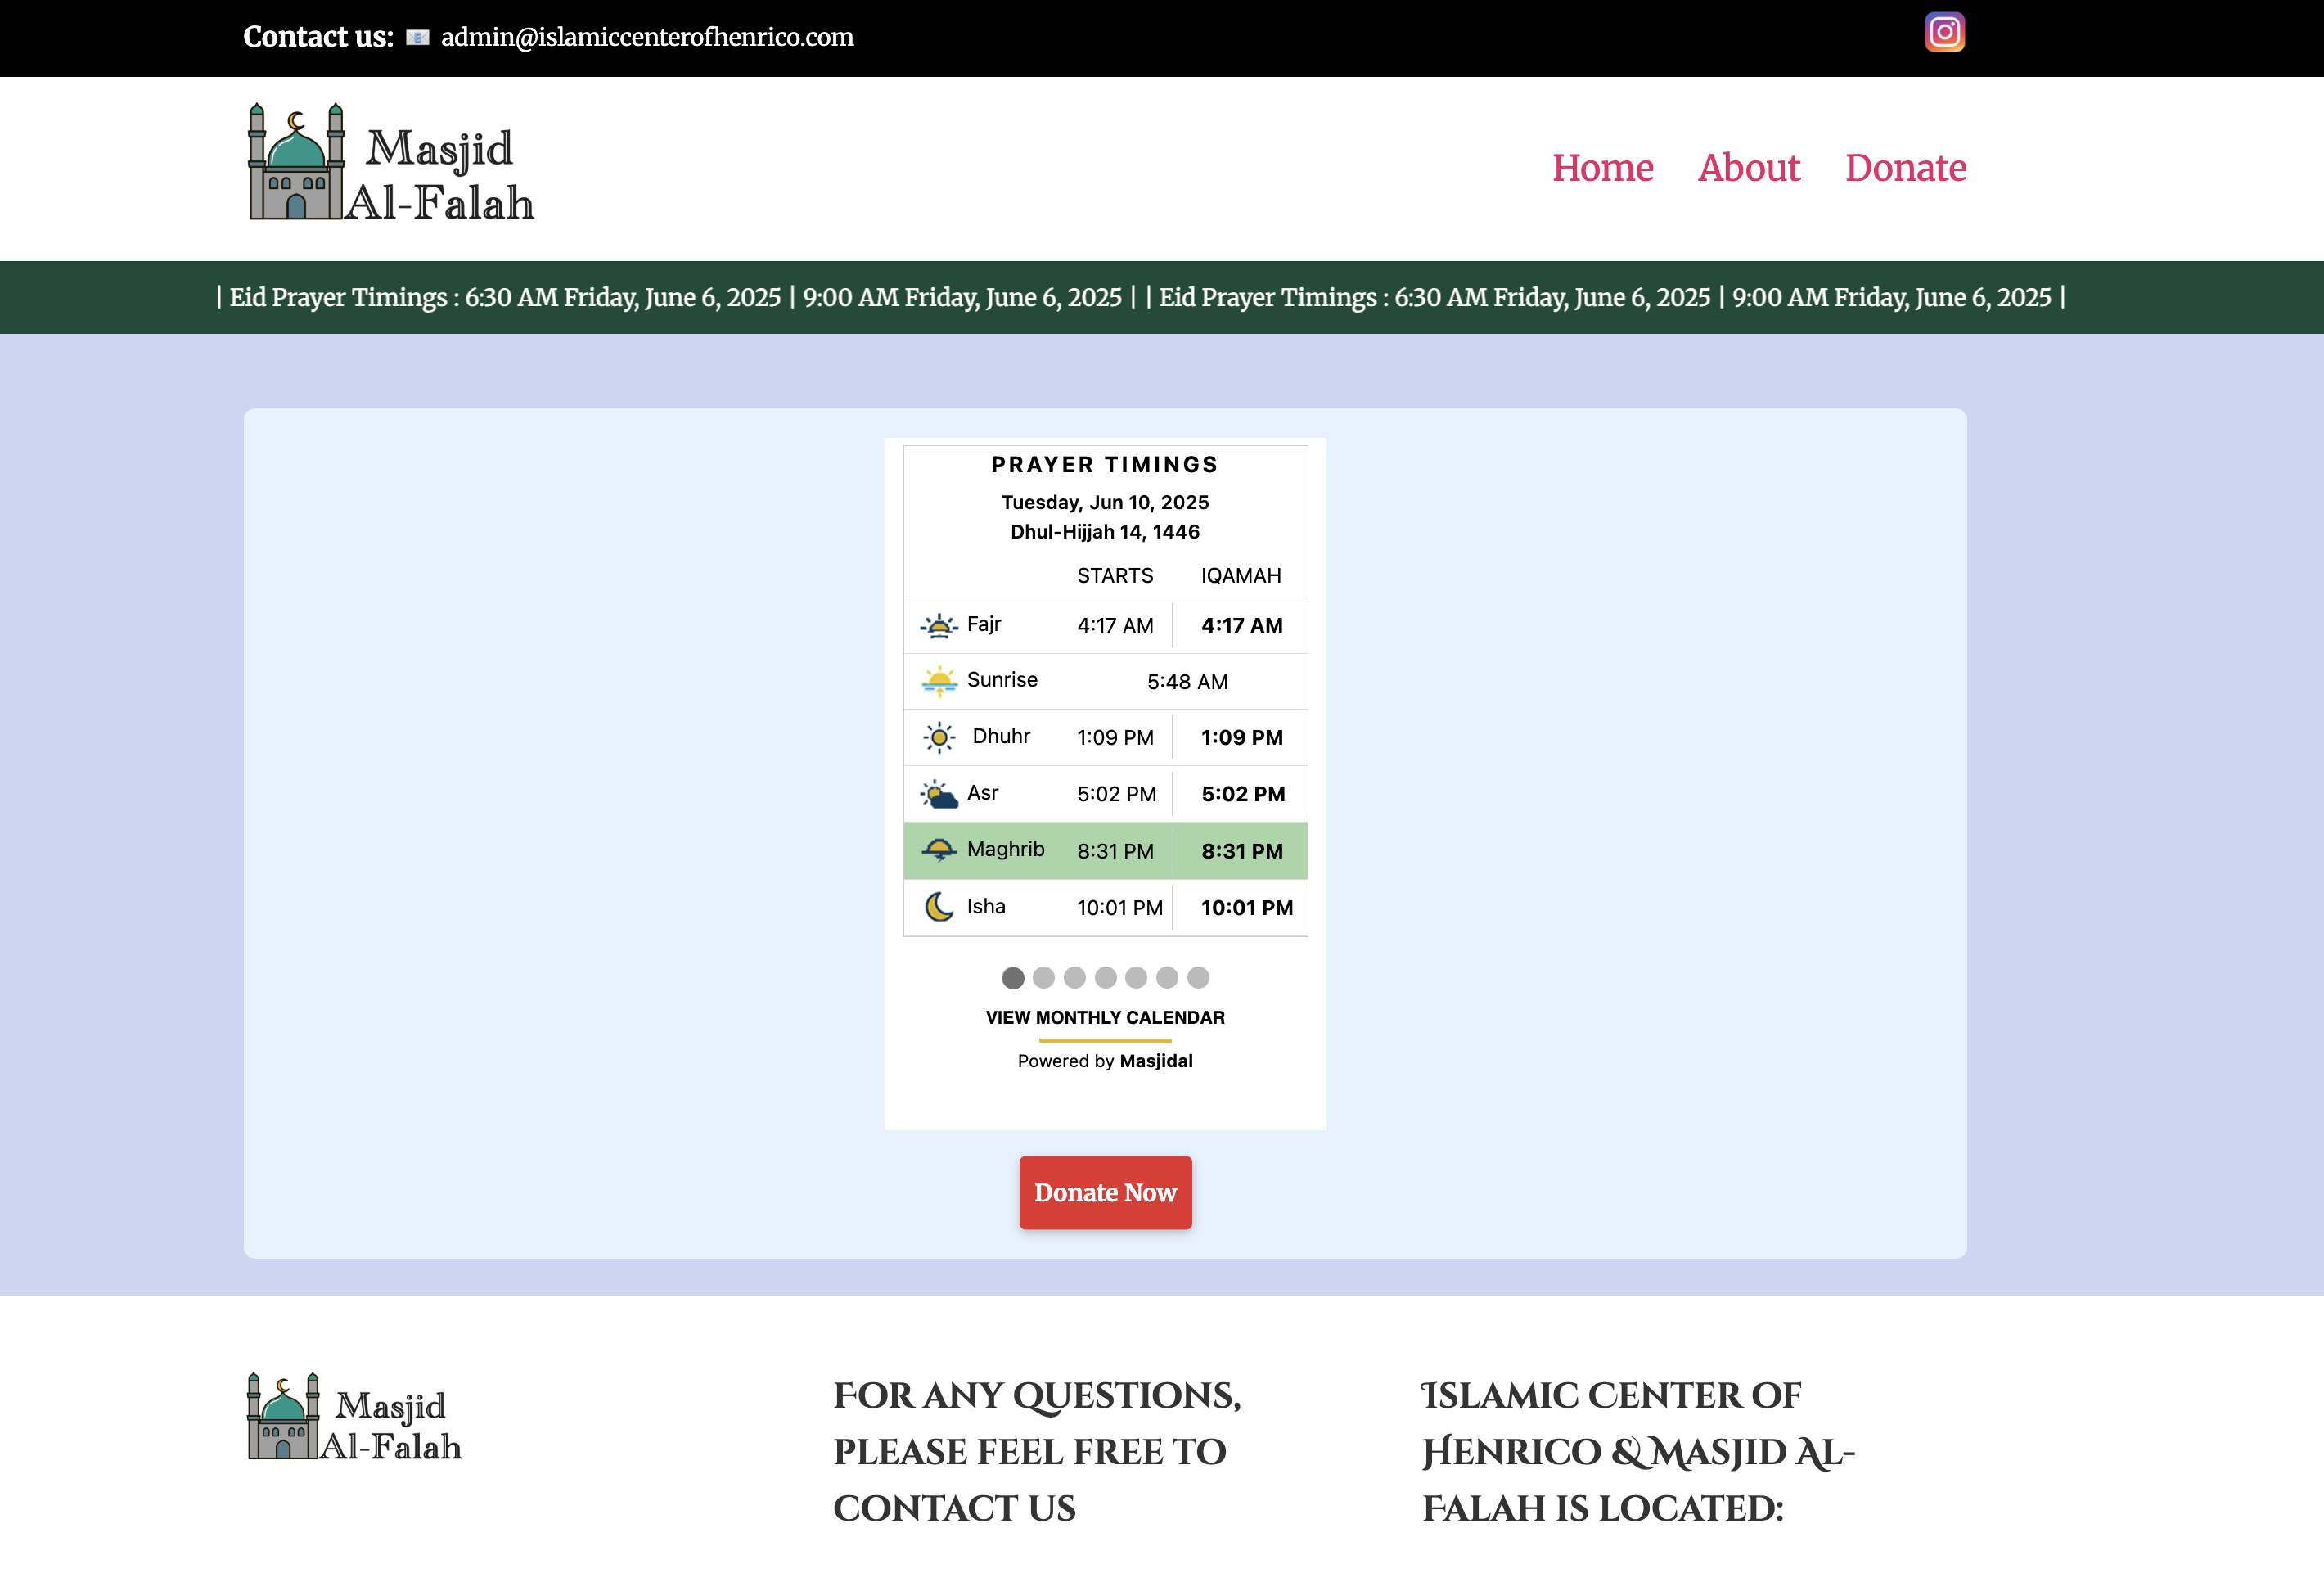 Contact us: 📧 admin@islamiccenterofhenrico.com
Masjid
Al-Falah
Home About Donate
| Eid Prayer Timings : 6:30 AM Friday, June 6, 2025 | 9:00 AM Friday, June 6, 2025 | | Eid Prayer Timings : 6:30 AM Friday, June 6, 2025 | 9:00 AM Friday, June 6, 2025 |
PRAYER TIMINGS
Tuesday, Jun 10, 2025
Dhul-Hijjah 14, 1446
STARTS IQAMAH
Fajr 4:17 AM 4:17 AM
Sunrise 5:48 AM
Dhuhr 1:09 PM 1:09 PM
Asr 5:02 PM 5:02 PM
Maghrib 8:31 PM 8:31 PM
Isha 10:01 PM 10:01 PM
VIEW MONTHLY CALENDAR
Powered by Masjidal
Donate Now
Masjid
Al-Falah
For any questions,
please feel free to
contact us
Islamic Center of
Henrico & Masjid Al-
Falah is located: